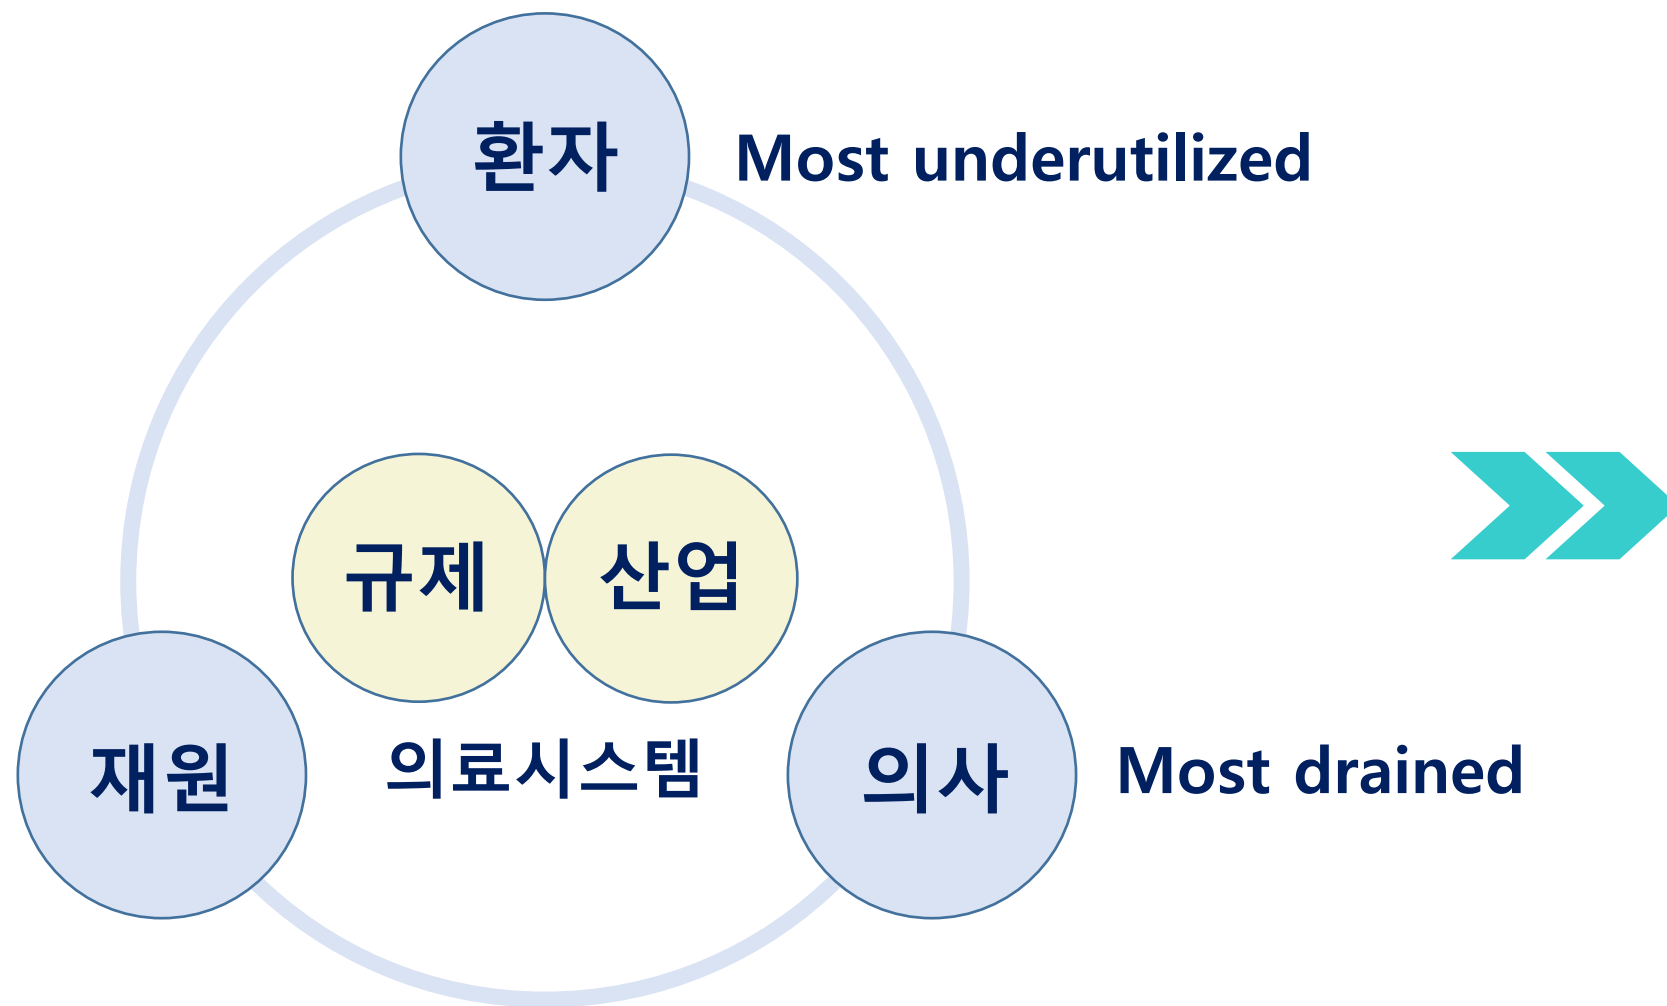 환자
Most underutilized
규제
산업
재원
의료시스템
의사
Most drained